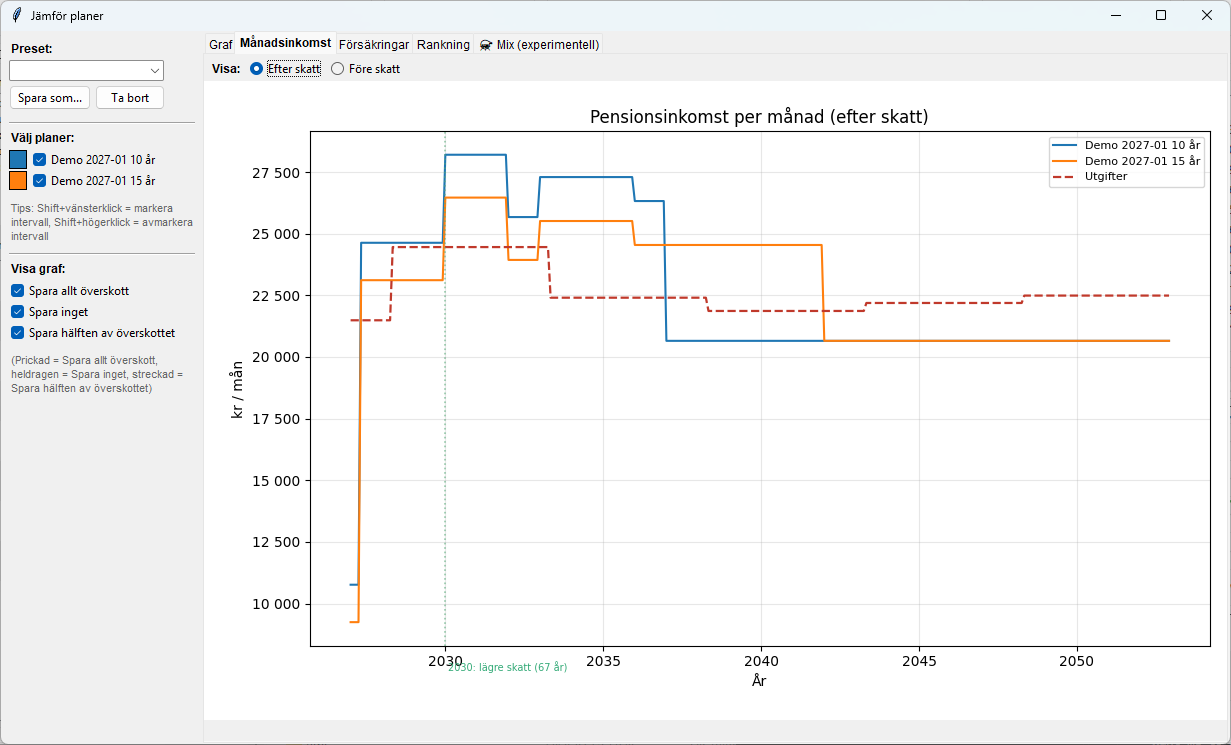 Jämför planer
Preset:
Spara som...
Ta bort
Välj planer:
Demo 2027-01 10 år
Demo 2027-01 15 år
Tips: Shift+vänsterklick = markera
intervall, Shift+högerklick = avmarkera
intervall
Visa graf:
Spara allt överskott
Spara inget
Spara hälften av överskottet
(Prickad = Spara allt överskott,
heldragen = Spara inget, streckad =
Spara hälften av överskottet)
Graf Månadsinkomst Försäkringar Rankning Mix (experimentell)
Visa: Efter skatt Före skatt
Pensionsinkomst per månad (efter skatt)
Demo 2027-01 10 år
Demo 2027-01 15 år
Utgifter
27 500
25 000
22 500
20 000
17 500
15 000
12 500
10 000
kr / mån
2030 2035 2040 2045 2050
2030: lägre skatt (67 år)
År